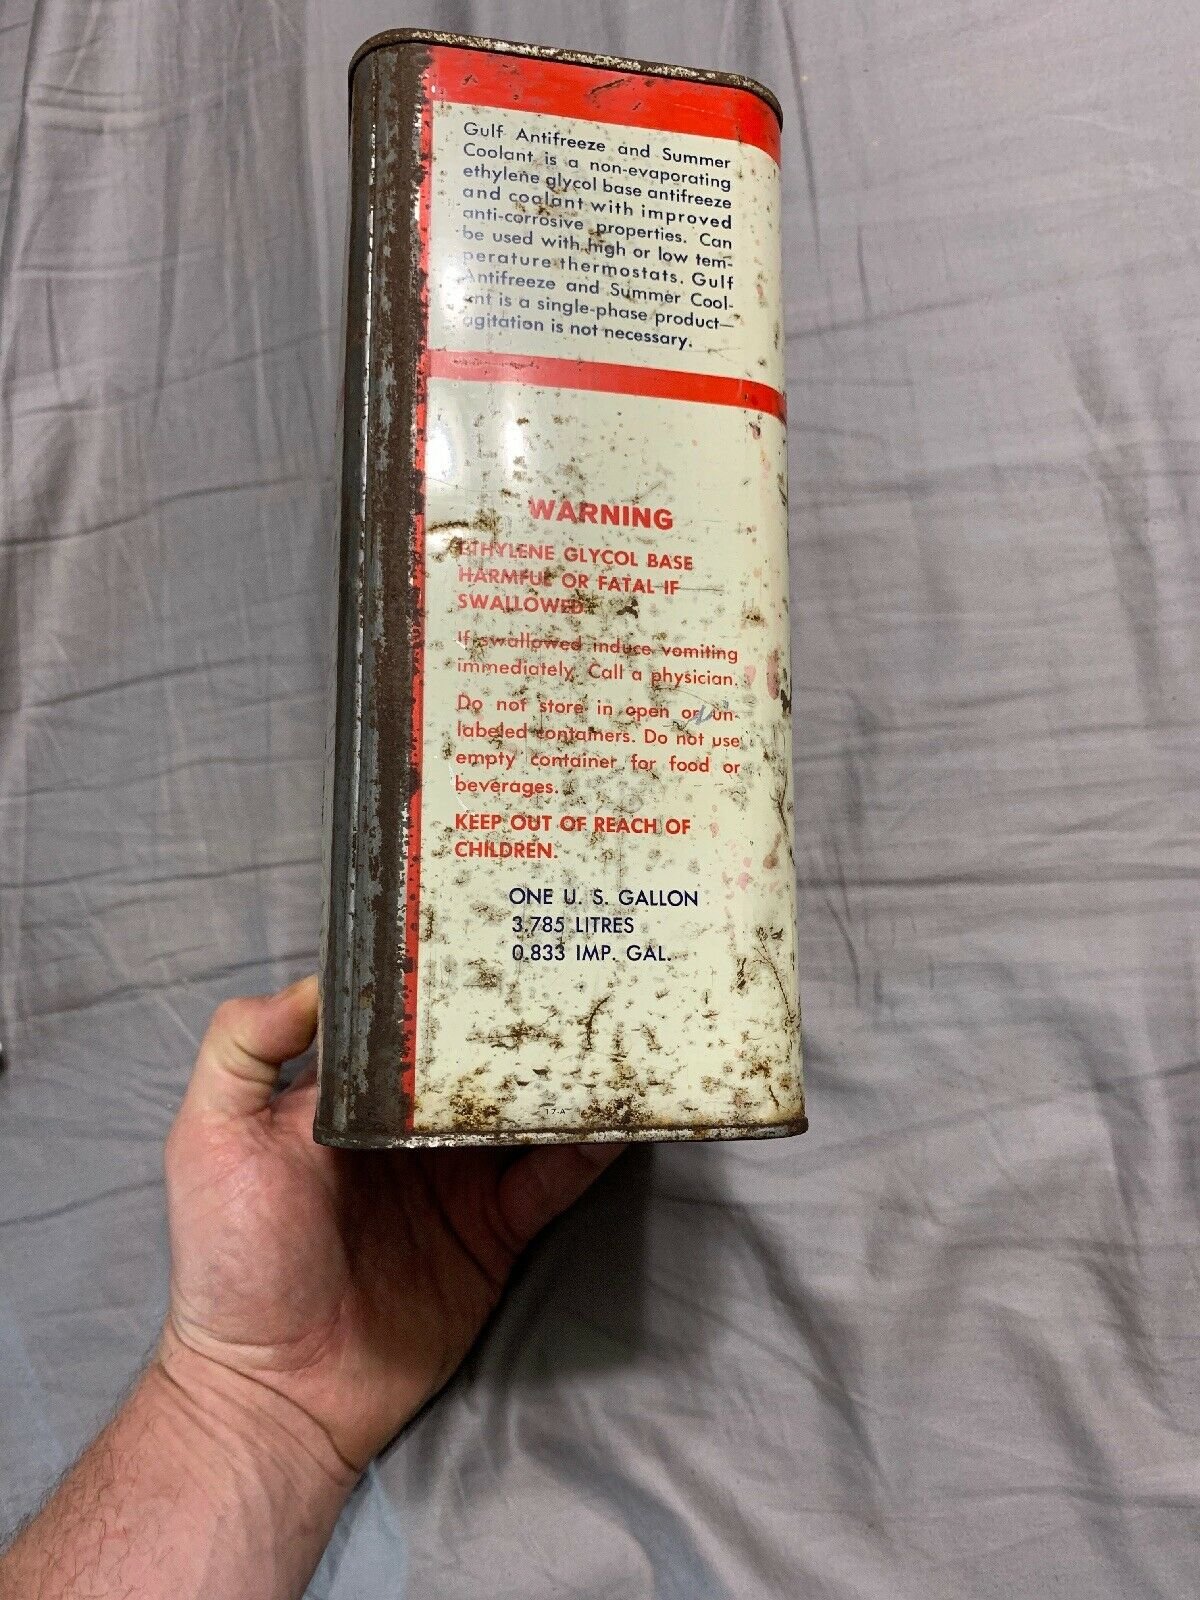 Gulf Antifreeze and Summer
Coolant is a non-evaporating
ethylene glycol base antifreeze
and coolant with improved
anti-corrosive properties. Can
be used with high or low tem-
perature thermostats. Gulf
Antifreeze and Summer Cool-
ant is a single-phase product—
agitation is not necessary.
WARNING
ETHYLENE GLYCOL BASE
HARMFUL OR FATAL IF
SWALLOWED.
If swallowed induce vomiting
immediately. Call a physician.
Do not store in open or un-
labeled containers. Do not use
empty container for food or
beverages.
KEEP OUT OF REACH OF
CHILDREN.
ONE U. S. GALLON
3.785 LITRES
0.833 IMP. GAL.
17-A